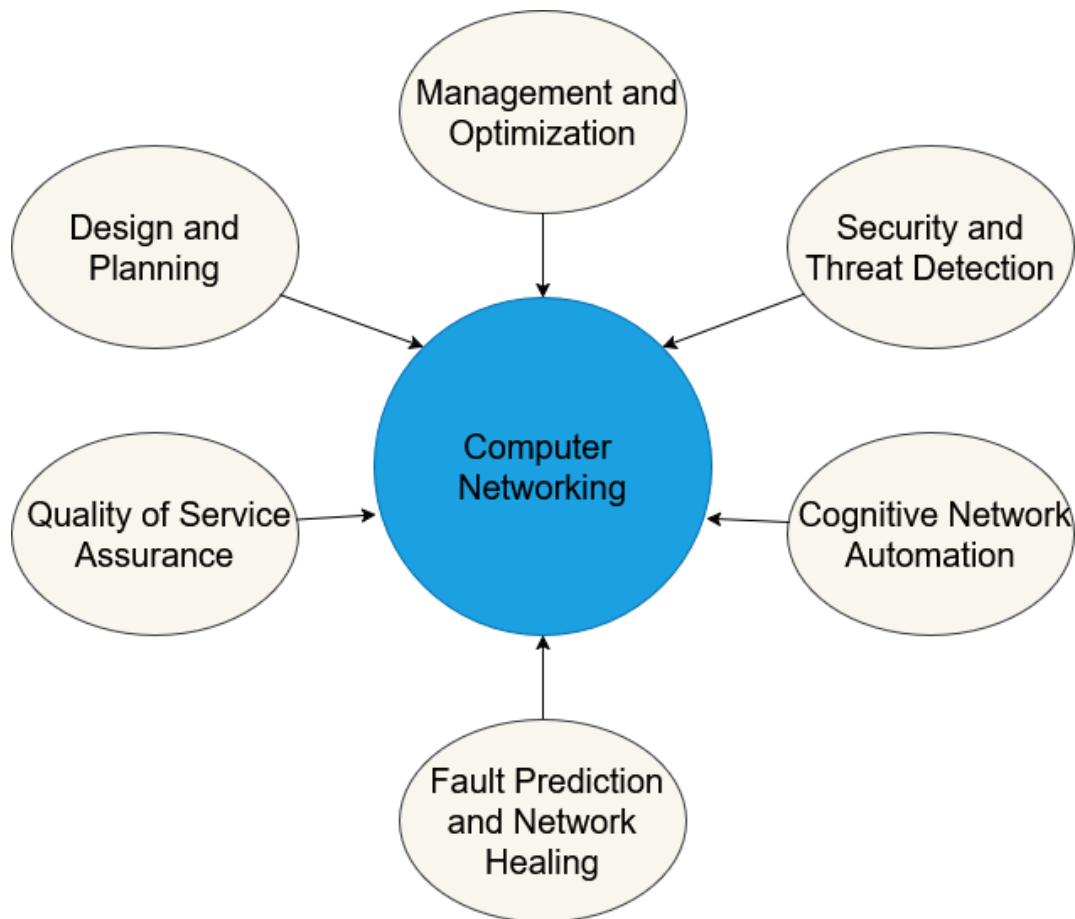 Management and
Optimization
Design and
Planning
Security and
Threat Detection
Computer
Networking
Quality of Service
Assurance
Cognitive Network
Automation
Fault Prediction
and Network
Healing